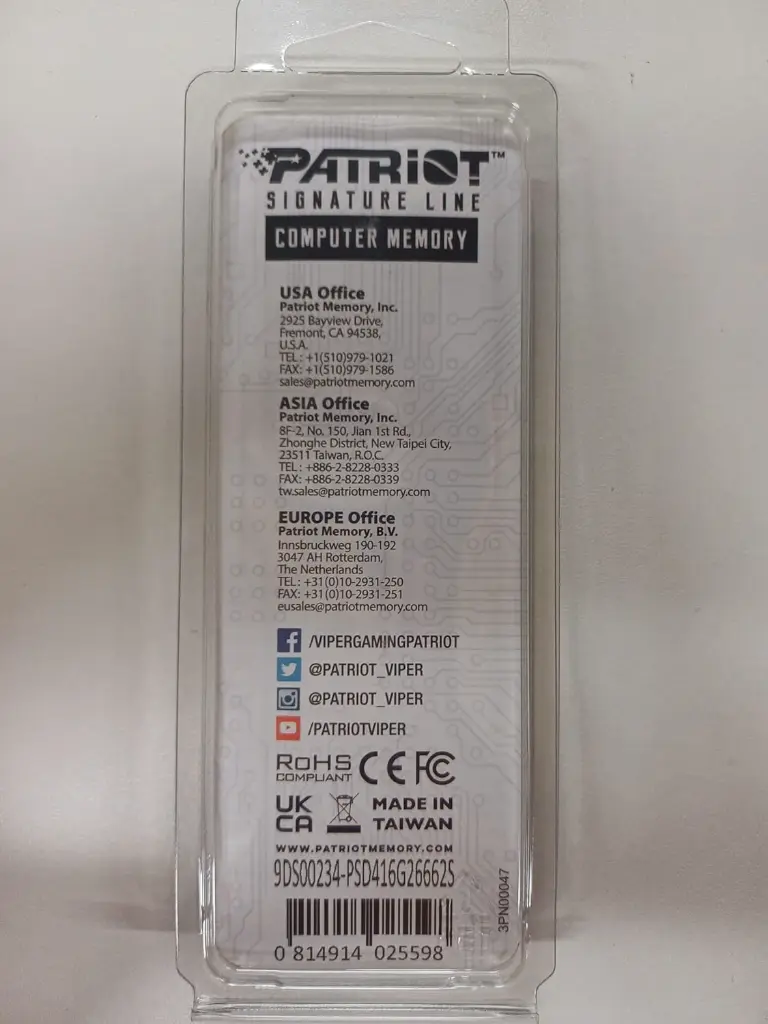 PATRIOT™
SIGNATURE LINE
COMPUTER MEMORY
USA Office
Patriot Memory, Inc.
2925 Bayview Drive,
Fremont, CA 94538,
U.S.A.
TEL : +1(510)979-1021
FAX: +1(510)979-1586
sales@patriotmemory.com
ASIA Office
Patriot Memory, Inc.
8F-2, No. 150, Jian 1st Rd.,
Zhonghe District, New Taipei City,
23511 Taiwan, R.O.C.
TEL : +886-2-8228-0333
FAX: +886-2-8228-0339
tw.sales@patriotmemory.com
EUROPE Office
Patriot Memory, B.V.
Innsbruckweg 190-192
3047 AH Rotterdam,
The Netherlands
TEL : +31(0)10-2931-250
FAX: +31(0)10-2931-251
eusales@patriotmemory.com
/VIPERGAMINGPATRIOT
@PATRIOT_VIPER
@PATRIOT_VIPER
/PATRIOTVIPER
RoHS
COMPLIANT CE FC
UK
CA
MADE IN
TAIWAN
WWW.PATRIOTMEMORY.COM
9DS00234-PSD416G26662S
0 814914 025598
3PN00047